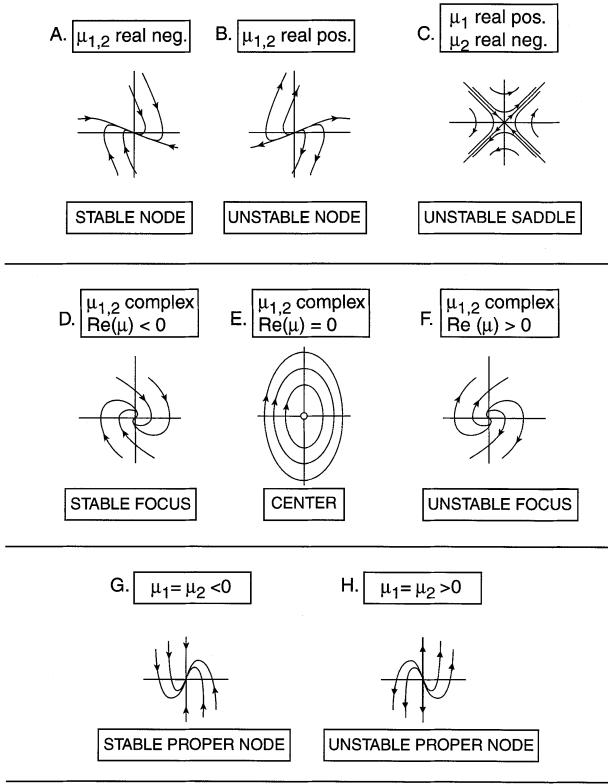 A. μ1,2 real neg.
B. μ1,2 real pos.
C. μ1 real pos.
μ2 real neg.
STABLE NODE
UNSTABLE NODE
UNSTABLE SADDLE
D. μ1,2 complex
Re(μ) < 0
E. μ1,2 complex
Re(μ) = 0
F. μ1,2 complex
Re (μ) > 0
STABLE FOCUS
CENTER
UNSTABLE FOCUS
G. μ1= μ2 <0
H. μ1= μ2 >0
STABLE PROPER NODE
UNSTABLE PROPER NODE